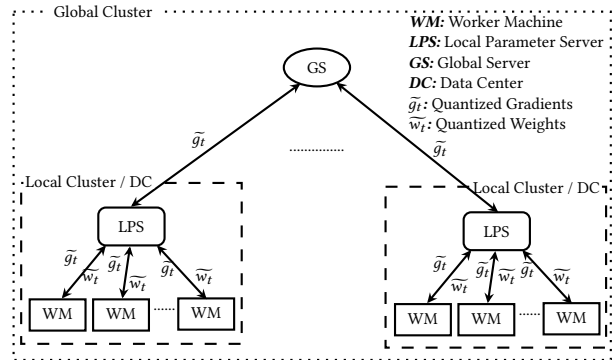 Global Cluster
WM: Worker Machine
LPS: Local Parameter Server
GS: Global Server
DC: Data Center
g̃ₜ: Quantized Gradients
w̃ₜ: Quantized Weights
GS
g̃ₜ
g̃ₜ
Local Cluster / DC
LPS
g̃ₜ w̃ₜ g̃ₜ w̃ₜ g̃ₜ w̃ₜ
WM WM ...... WM
Local Cluster / DC
LPS
g̃ₜ w̃ₜ g̃ₜ w̃ₜ g̃ₜ w̃ₜ
WM WM ...... WM